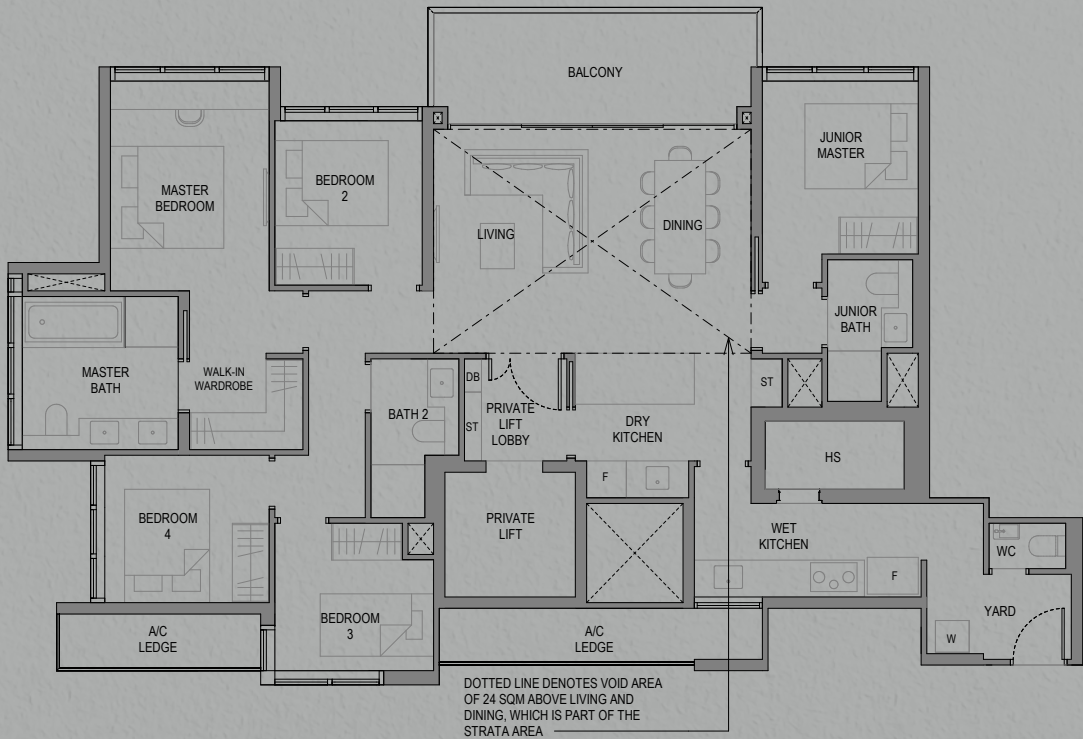 BALCONY
JUNIOR
MASTER
MASTER
BEDROOM
BEDROOM
2
LIVING
DINING
JUNIOR
BATH
MASTER
BATH
WALK-IN
WARDROBE
DB
ST
BATH 2
ST
PRIVATE
LIFT
LOBBY
DRY
KITCHEN
HS
F
BEDROOM
4
PRIVATE
LIFT
WET
KITCHEN
WC
F
BEDROOM
3
YARD
W
A/C
LEDGE
A/C
LEDGE
DOTTED LINE DENOTES VOID AREA
OF 24 SQM ABOVE LIVING AND
DINING, WHICH IS PART OF THE
STRATA AREA